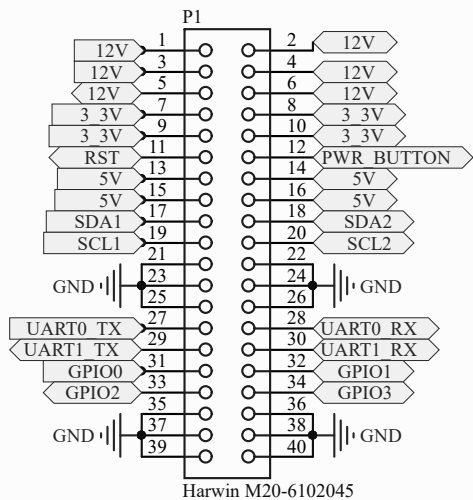 P1
12V 1 2 12V
12V 3 4 12V
12V 5 6 12V
3_3V 7 8 3_3V
3_3V 9 10 3_3V
RST 11 12 PWR_BUTTON
5V 13 14 5V
5V 15 16 5V
SDA1 17 18 SDA2
SCL1 19 20 SCL2
21 22
GND 23 24 GND
25 26
UART0_TX 27 28 UART0_RX
UART1_TX 29 30 UART1_RX
GPIO0 31 32 GPIO1
GPIO2 33 34 GPIO3
35 36
GND 37 38 GND
39 40
Harwin M20-6102045